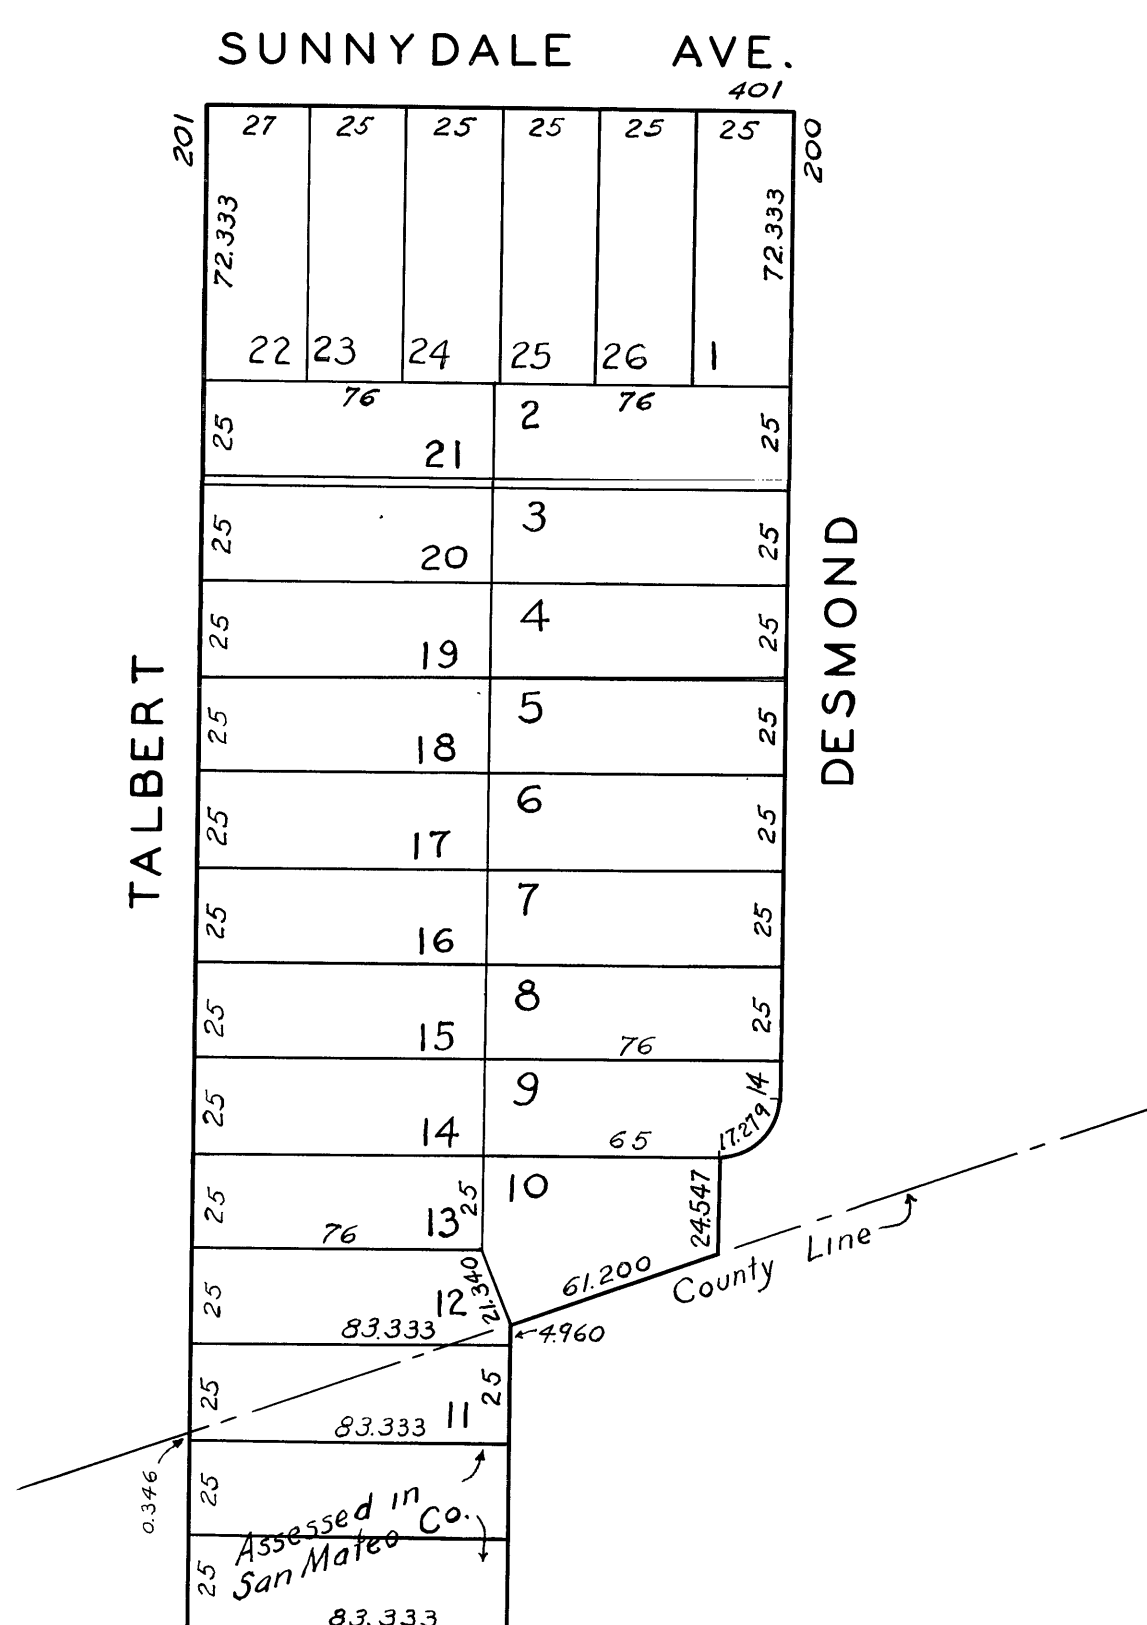 SUNNYDALE AVE.
401
201 27 25 25 25 25 25 200
72.333 72.333
22 23 24 25 26 1
76 76
25 21 2 25
25 20 3 25
25 19 4 25
25 18 5 25
25 17 6 25
25 16 7 25
25 15 8 25
76
25 14 9 14
65 17.279
25 13 25 10 24.547
76
TALBERT
DESMOND
61.200 County Line
25 12 21.340
83.333 4.960
25 11 25
83.333
0.346
25
Assessed in
San Mateo Co.
25
83.333